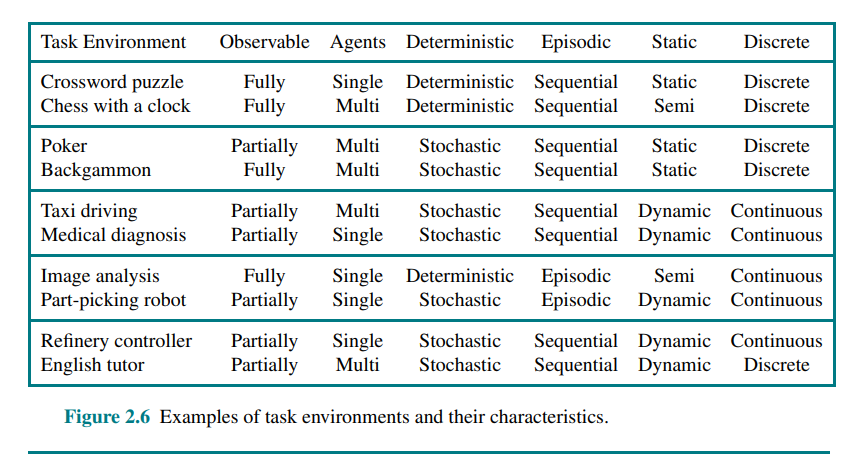 Task Environment Observable Agents Deterministic Episodic Static Discrete
Crossword puzzle Fully Single Deterministic Sequential Static Discrete
Chess with a clock Fully Multi Deterministic Sequential Semi Discrete
Poker Partially Multi Stochastic Sequential Static Discrete
Backgammon Fully Multi Stochastic Sequential Static Discrete
Taxi driving Partially Multi Stochastic Sequential Dynamic Continuous
Medical diagnosis Partially Single Stochastic Sequential Dynamic Continuous
Image analysis Fully Single Deterministic Episodic Semi Continuous
Part-picking robot Partially Single Stochastic Episodic Dynamic Continuous
Refinery controller Partially Single Stochastic Sequential Dynamic Continuous
English tutor Partially Multi Stochastic Sequential Dynamic Discrete
Figure 2.6 Examples of task environments and their characteristics.